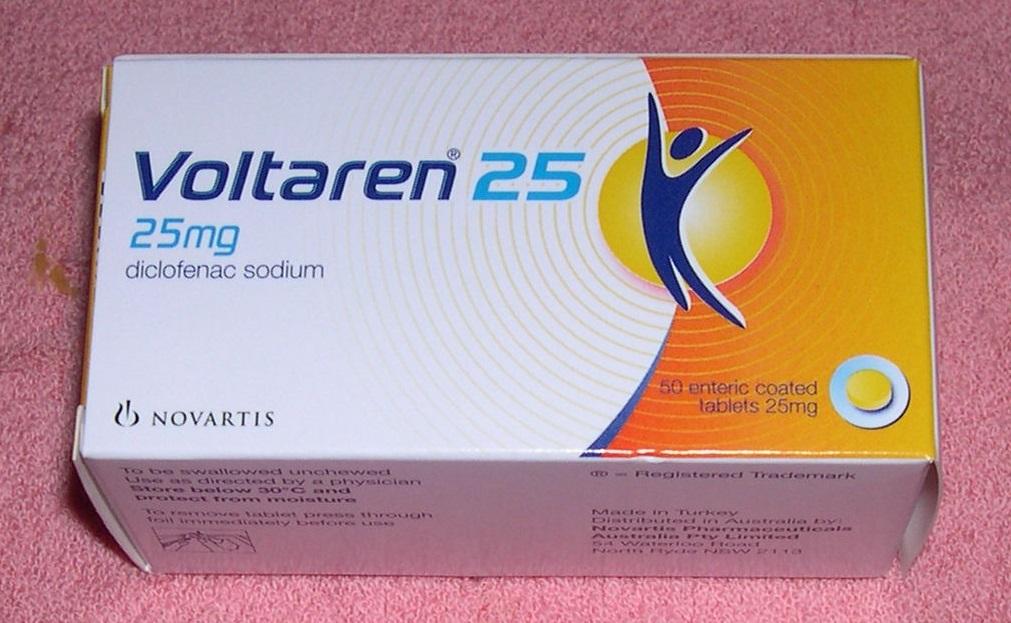 Voltaren® 25
25mg
diclofenac sodium
50 enteric coated
tablets 25mg
NOVARTIS
To be swallowed unchewed
Use as directed by a physician
Store below 30°C and
protect from moisture
To remove tablet press through
foil immediately before use
® = Registered Trademark
Made in Turkey
Distributed in Australia by:
Novartis Pharmaceuticals
Australia Pty Limited
54 Waterloo Road
North Ryde NSW 2113